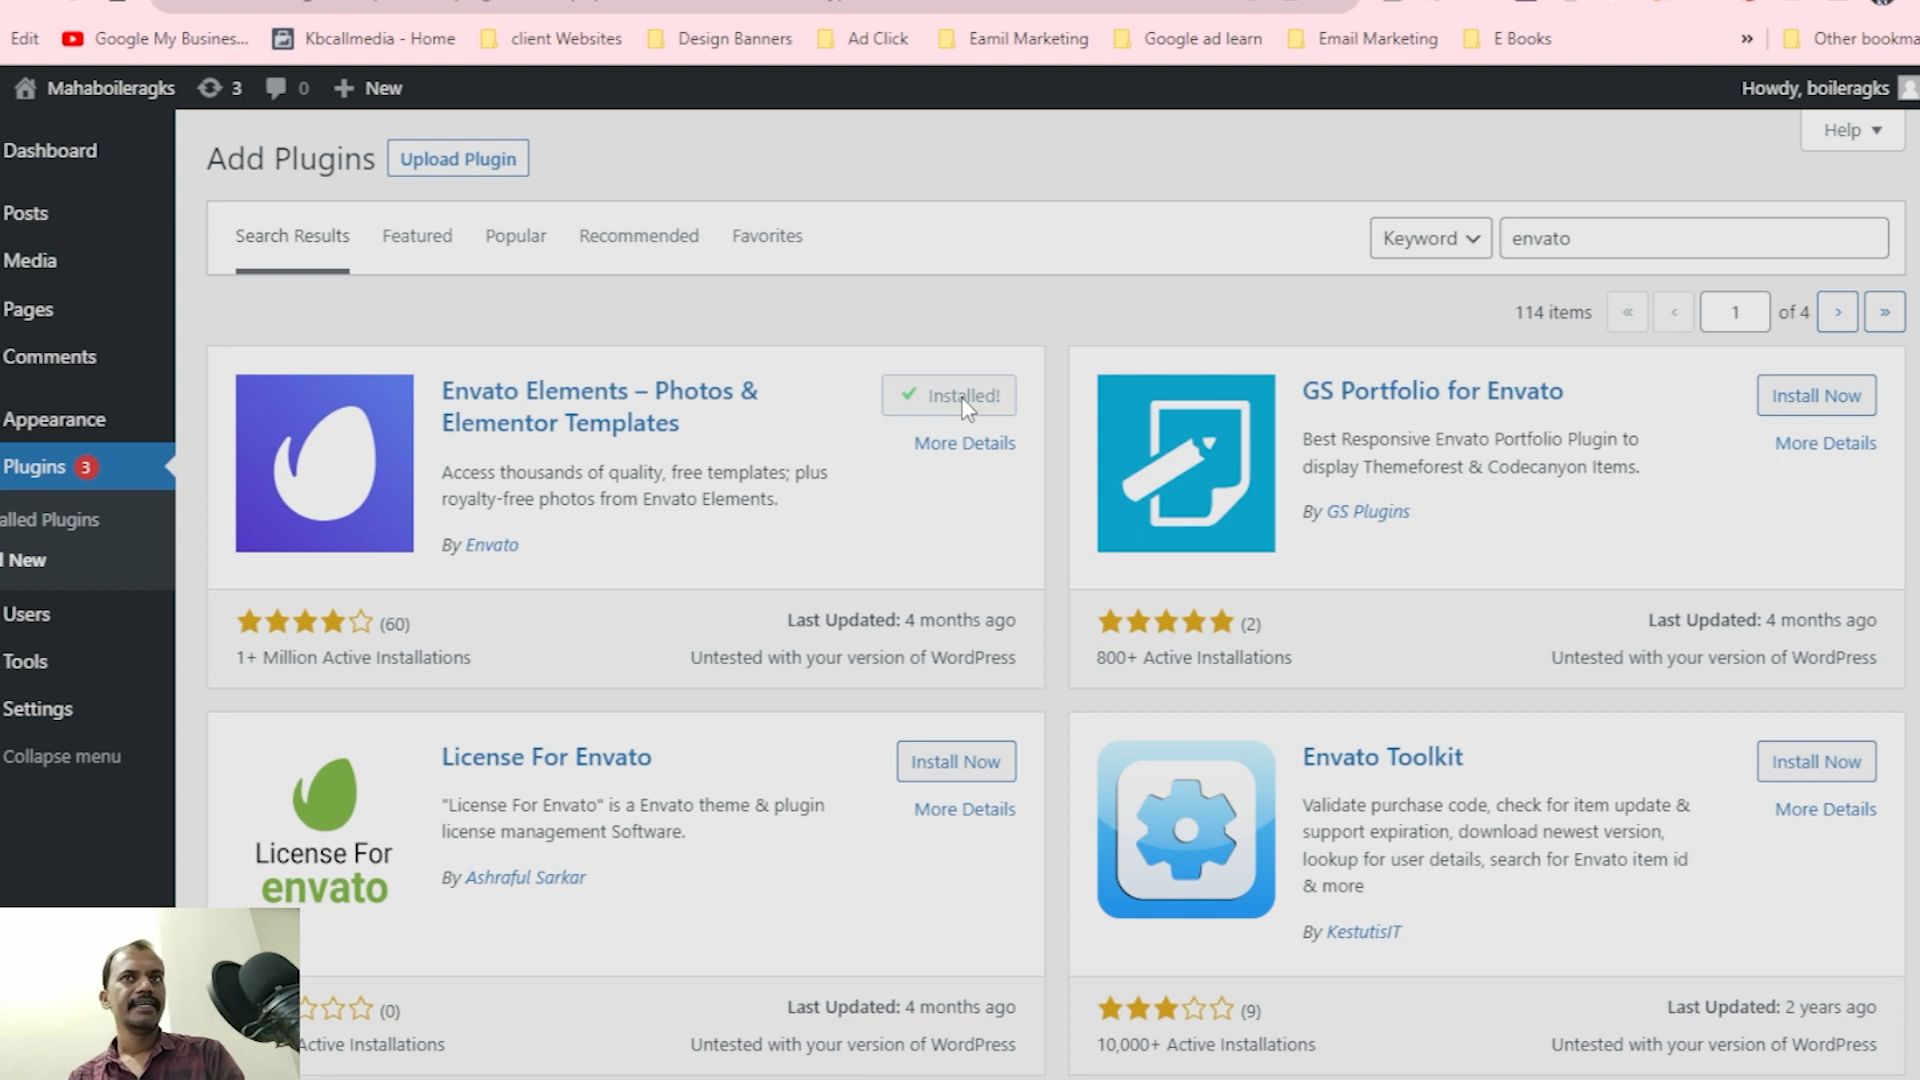 Edit Google My Busines... Kbcallmedia - Home client Websites Design Banners Ad Click Eamil Marketing Google ad learn Email Marketing E Books » Other bookma
Mahaboileragks 3 0 New Howdy, boileragks
Help
Dashboard
Posts
Media
Pages
Comments
Appearance
Plugins 3
alled Plugins
New
Users
Tools
Settings
Collapse menu
Add Plugins Upload Plugin
Search Results Featured Popular Recommended Favorites Keyword envato
114 items « ‹ 1 of 4 › »
Envato Elements – Photos &
Elementor Templates
Installed!
More Details
Access thousands of quality, free templates; plus
royalty-free photos from Envato Elements.
By Envato
(60) Last Updated: 4 months ago
1+ Million Active Installations Untested with your version of WordPress
GS Portfolio for Envato
Install Now
More Details
Best Responsive Envato Portfolio Plugin to
display Themeforest & Codecanyon Items.
By GS Plugins
(2) Last Updated: 4 months ago
800+ Active Installations Untested with your version of WordPress
License For
envato
License For Envato
Install Now
More Details
"License For Envato" is a Envato theme & plugin
license management Software.
By Ashraful Sarkar
(0) Last Updated: 4 months ago
Active Installations Untested with your version of WordPress
Envato Toolkit
Install Now
More Details
Validate purchase code, check for item update &
support expiration, download newest version,
lookup for user details, search for Envato item id
& more
By KestutisIT
(9) Last Updated: 2 years ago
10,000+ Active Installations Untested with your version of WordPress